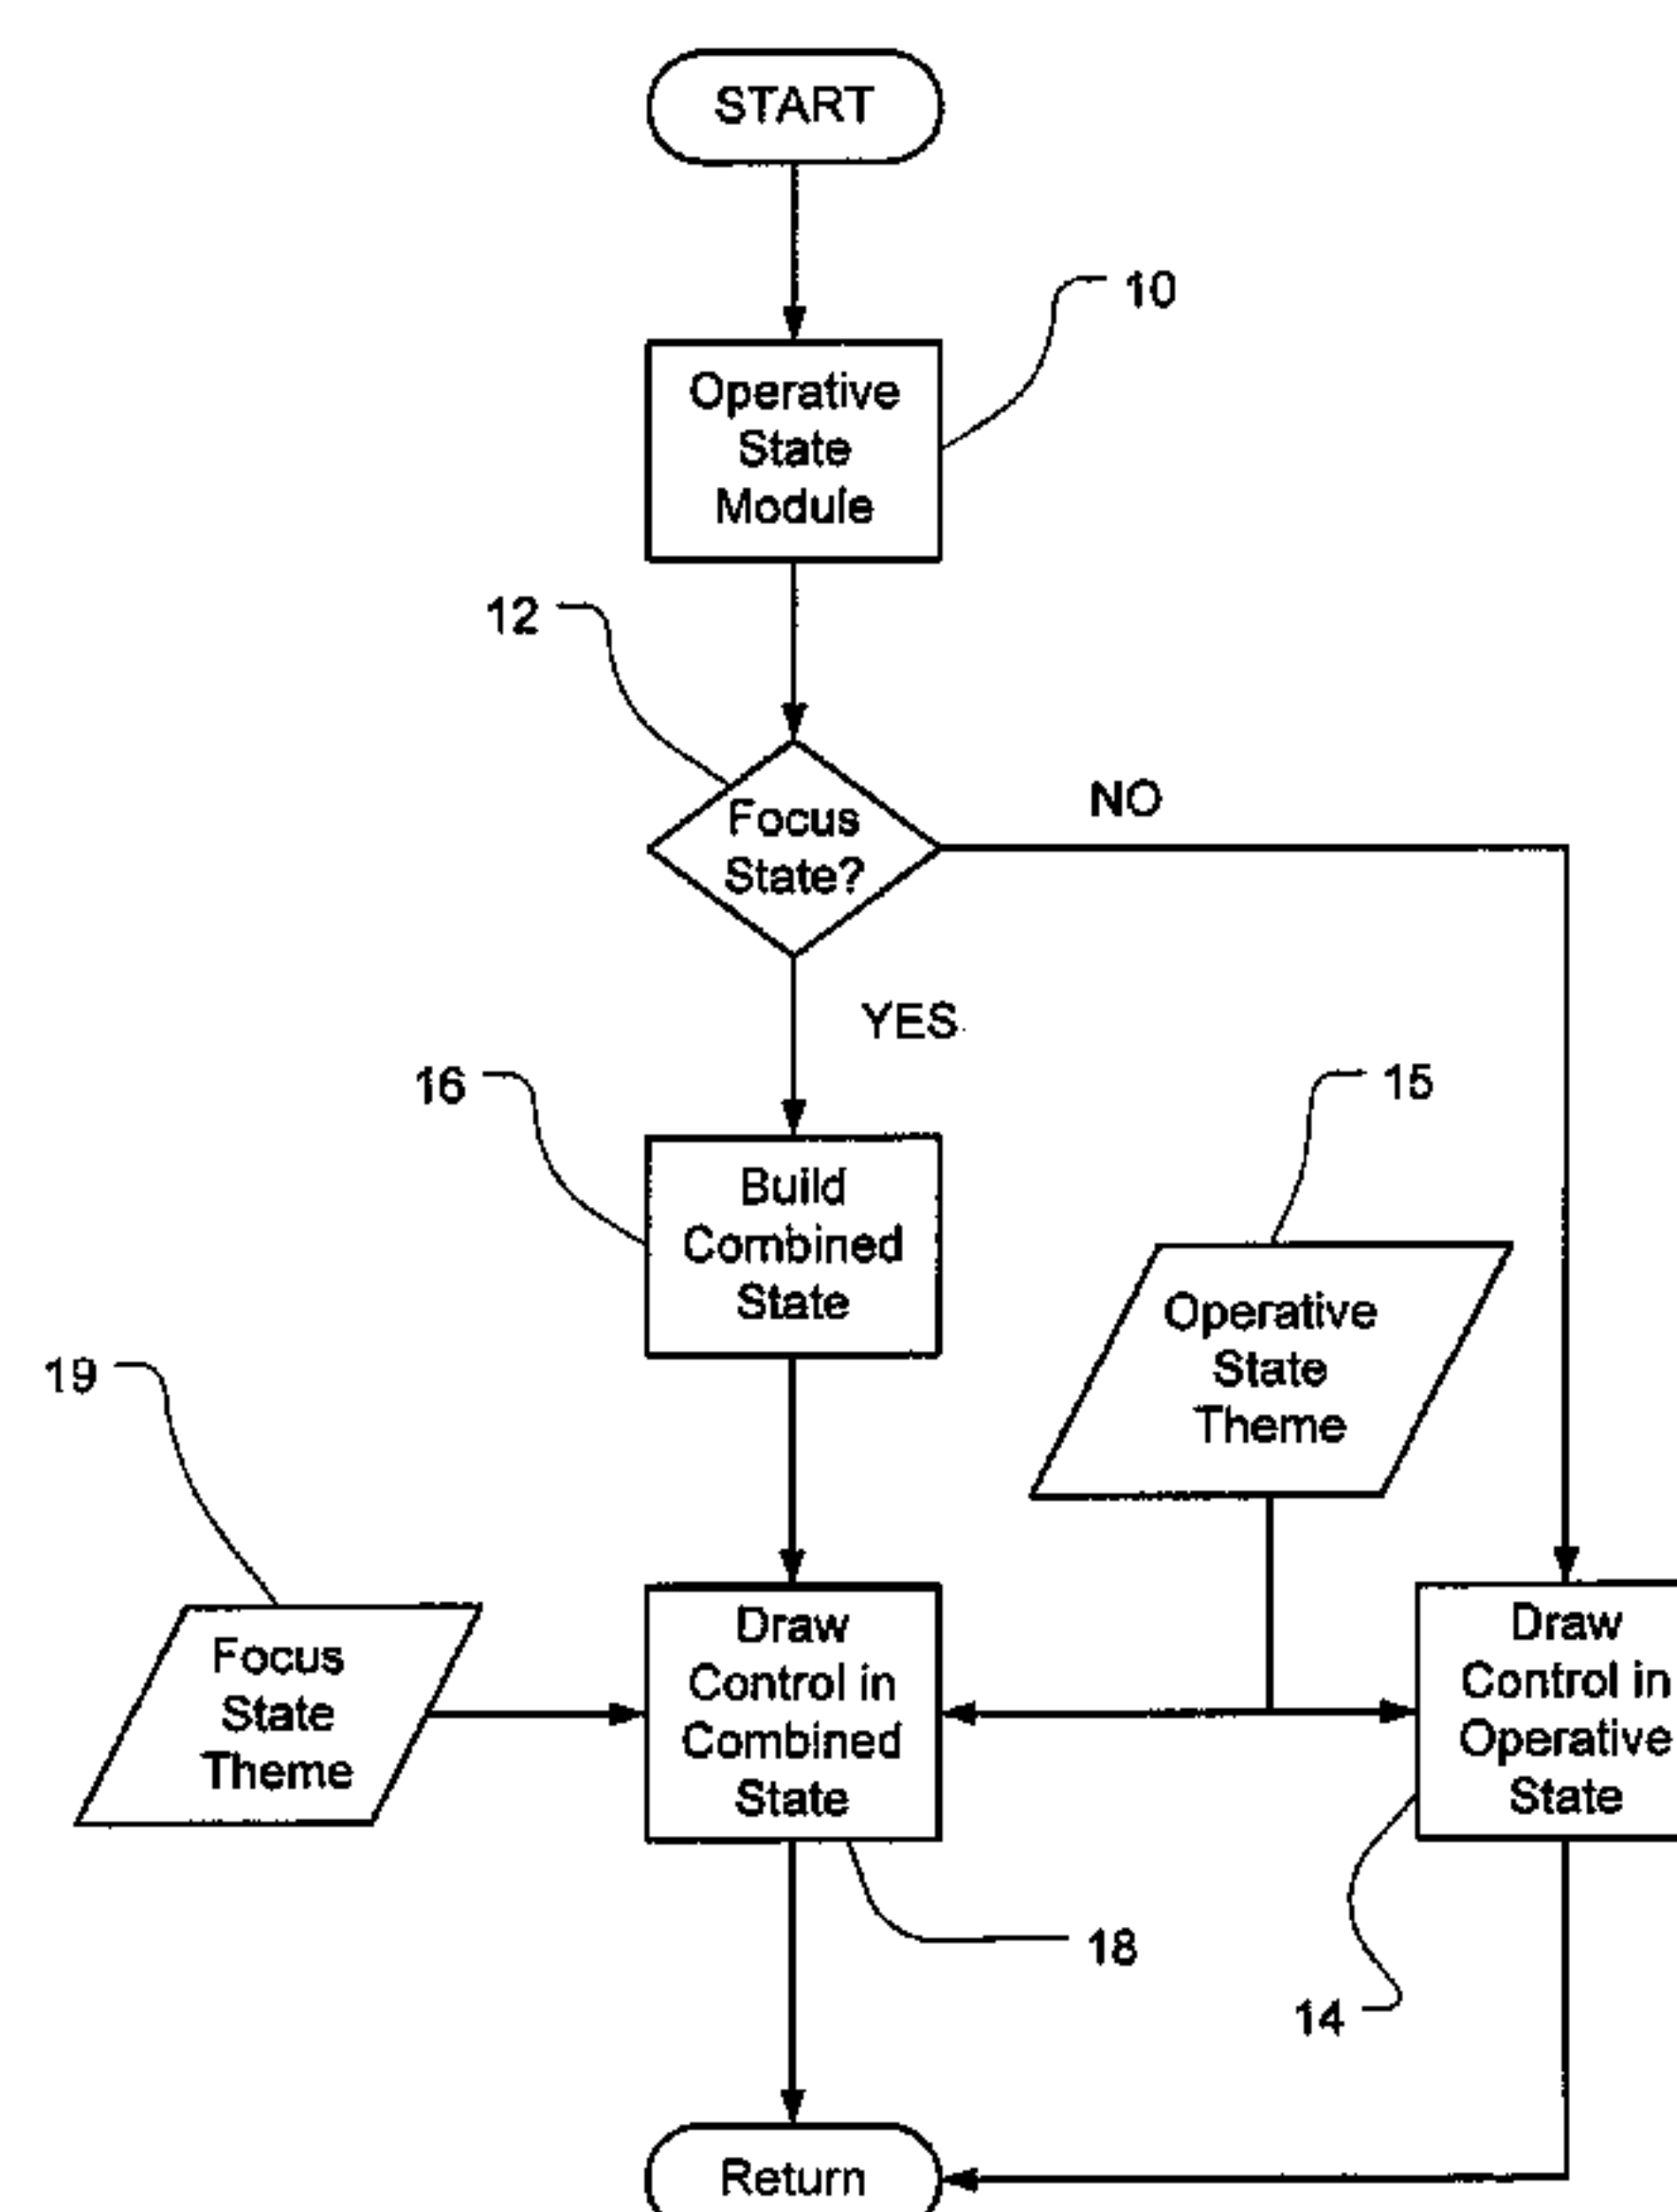 START
10
Operative
State
Module
12
Focus
State?
NO
YES
16
Build
Combined
State
15
Operative
State
Theme
19
Focus
State
Theme
Draw
Control in
Combined
State
Draw
Control in
Operative
State
18
14
Return